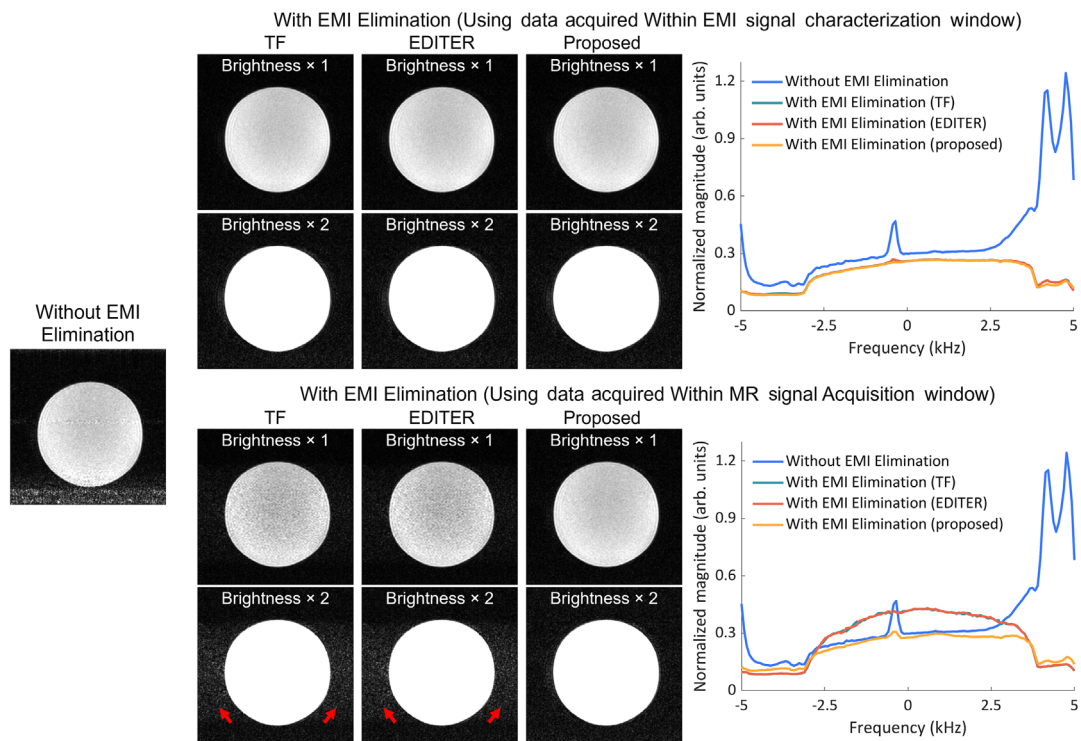 With EMI Elimination (Using data acquired Within EMI signal characterization window)
TF
EDITER
Proposed
Brightness × 1
Brightness × 1
Brightness × 1
Brightness × 2
Brightness × 2
Brightness × 2
Normalized magnitude (arb. units)
1.2
0.9
0.6
0.3
0
Without EMI Elimination
With EMI Elimination (TF)
With EMI Elimination (EDITER)
With EMI Elimination (proposed)
-5
-2.5
0
2.5
5
Frequency (kHz)
Without EMI
Elimination
With EMI Elimination (Using data acquired Within MR signal Acquisition window)
TF
EDITER
Proposed
Brightness × 1
Brightness × 1
Brightness × 1
Brightness × 2
Brightness × 2
Brightness × 2
Normalized magnitude (arb. units)
1.2
0.9
0.6
0.3
0
Without EMI Elimination
With EMI Elimination (TF)
With EMI Elimination (EDITER)
With EMI Elimination (proposed)
-5
-2.5
0
2.5
5
Frequency (kHz)